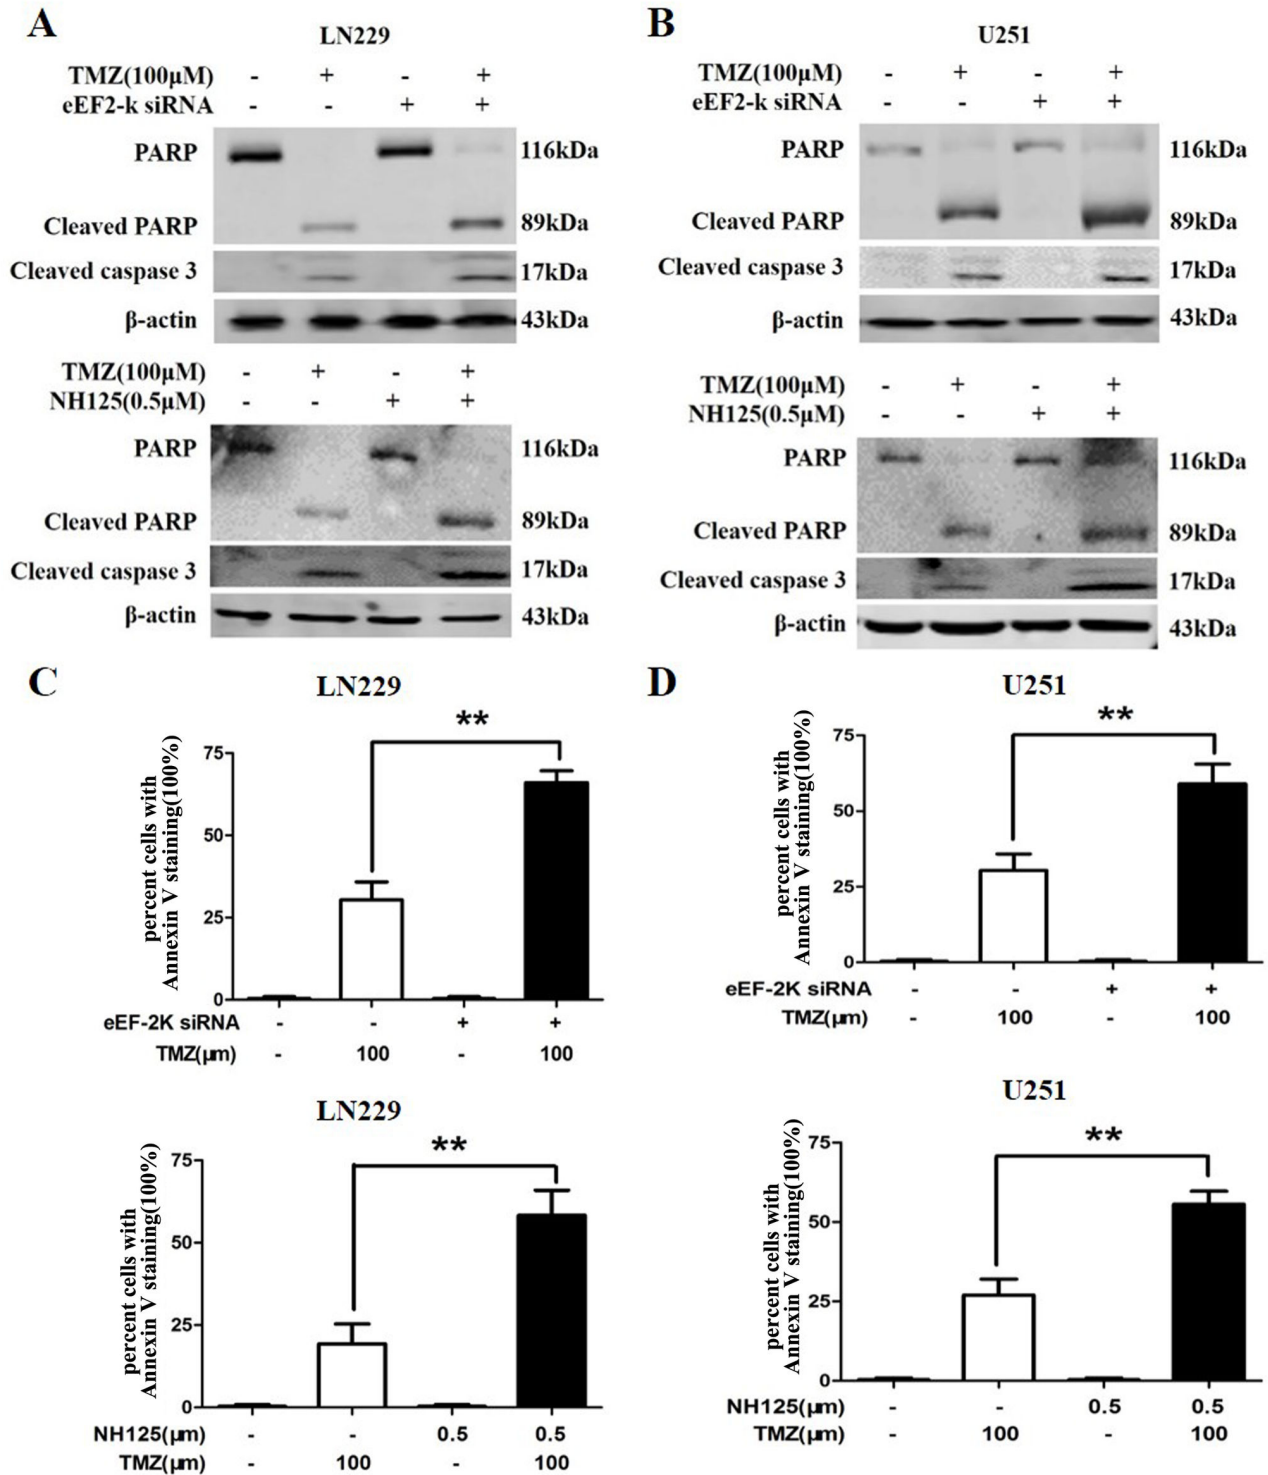 A
LN229
TMZ(100μM) - + - +
eEF2-k siRNA - - + +
PARP 116kDa
Cleaved PARP 89kDa
Cleaved caspase 3 17kDa
β-actin 43kDa
TMZ(100μM) - + - +
NH125(0.5μM) - - + +
PARP 116kDa
Cleaved PARP 89kDa
Cleaved caspase 3 17kDa
β-actin 43kDa
B
U251
TMZ(100μM) - + - +
eEF2-k siRNA - - + +
PARP 116kDa
Cleaved PARP 89kDa
Cleaved caspase 3 17kDa
β-actin 43kDa
TMZ(100μM) - + - +
NH125(0.5μM) - - + +
PARP 116kDa
Cleaved PARP 89kDa
Cleaved caspase 3 17kDa
β-actin 43kDa
C
LN229
**
percent cells with
Annexin V staining(100%)
75
50
25
0
eEF-2K siRNA - - + +
TMZ(μm) - 100 - 100
LN229
**
percent cells with
Annexin V staining(100%)
75
50
25
0
NH125(μm) - - 0.5 0.5
TMZ(μm) - 100 - 100
D
U251
**
percent cells with
Annexin V staining(100%)
75
50
25
0
eEF-2K siRNA - - + +
TMZ(μm) - 100 - 100
U251
**
percent cells with
Annexin V staining(100%)
75
50
25
0
NH125(μm) - - 0.5 0.5
TMZ(μm) - 100 - 100